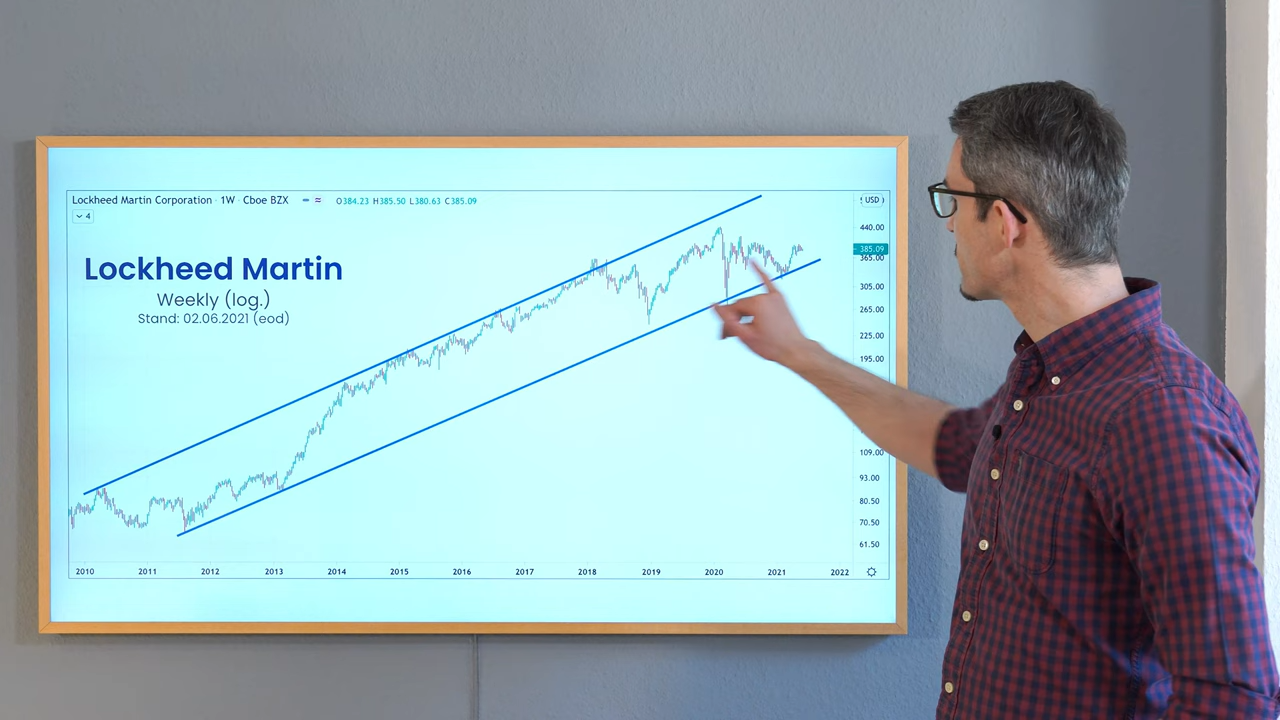 Lockheed Martin Corporation · 1W · Cboe BZX O384.23 H385.50 L380.63 C385.09
USD
4
Lockheed Martin
Weekly (log.)
Stand: 02.06.2021 (eod)
440.00
385.09
365.00
305.00
265.00
225.00
195.00
109.00
93.00
80.50
70.50
61.50
2010 2011 2012 2013 2014 2015 2016 2017 2018 2019 2020 2021 2022